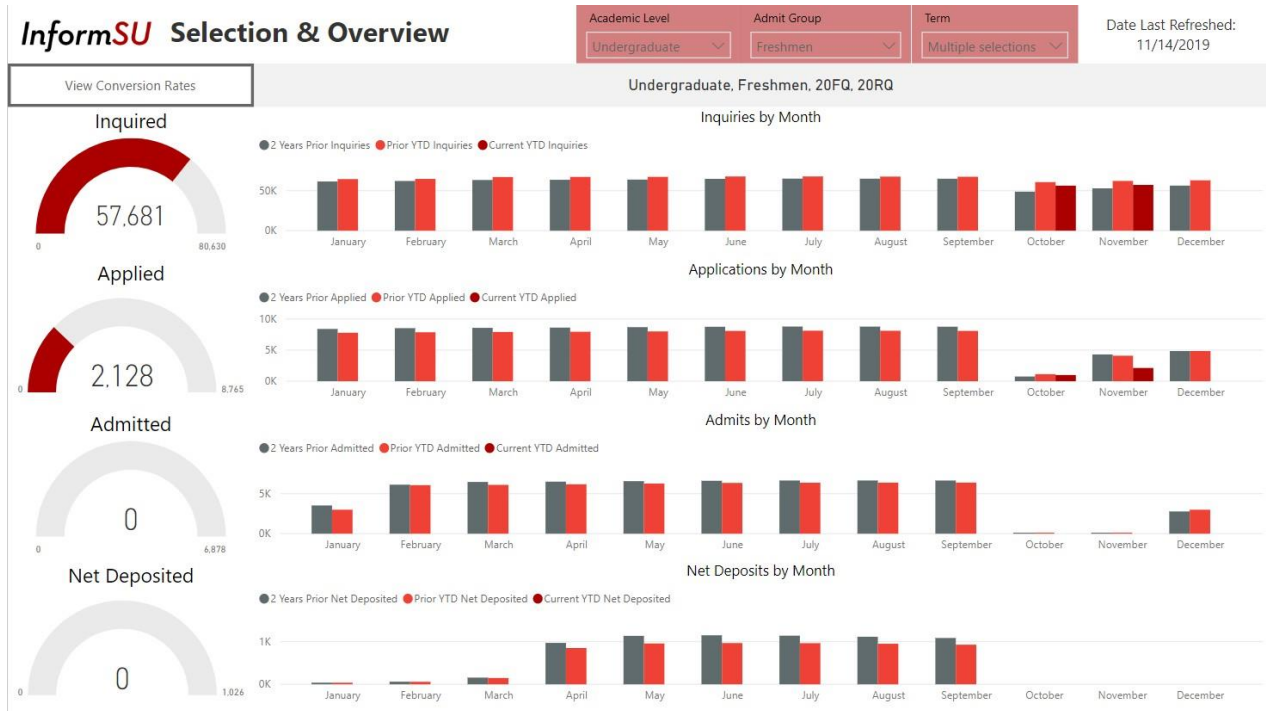 InformSU Selection & Overview
Academic Level
Undergraduate
Admit Group
Freshmen
Term
Multiple selections
Date Last Refreshed:
11/14/2019
View Conversion Rates
Undergraduate, Freshmen, 20FQ, 20RQ
Inquired
57,681
0
80,630
Inquiries by Month
2 Years Prior Inquiries Prior YTD Inquiries Current YTD Inquiries
50K
0K
January February March April May June July August September October November December
Applied
2,128
0
8,765
Applications by Month
2 Years Prior Applied Prior YTD Applied Current YTD Applied
10K
5K
0K
January February March April May June July August September October November December
Admitted
0
0
6,878
Admits by Month
2 Years Prior Admitted Prior YTD Admitted Current YTD Admitted
5K
0K
January February March April May June July August September October November December
Net Deposited
0
0
1,026
Net Deposits by Month
2 Years Prior Net Deposited Prior YTD Net Deposited Current YTD Net Deposited
1K
0K
January February March April May June July August September October November December